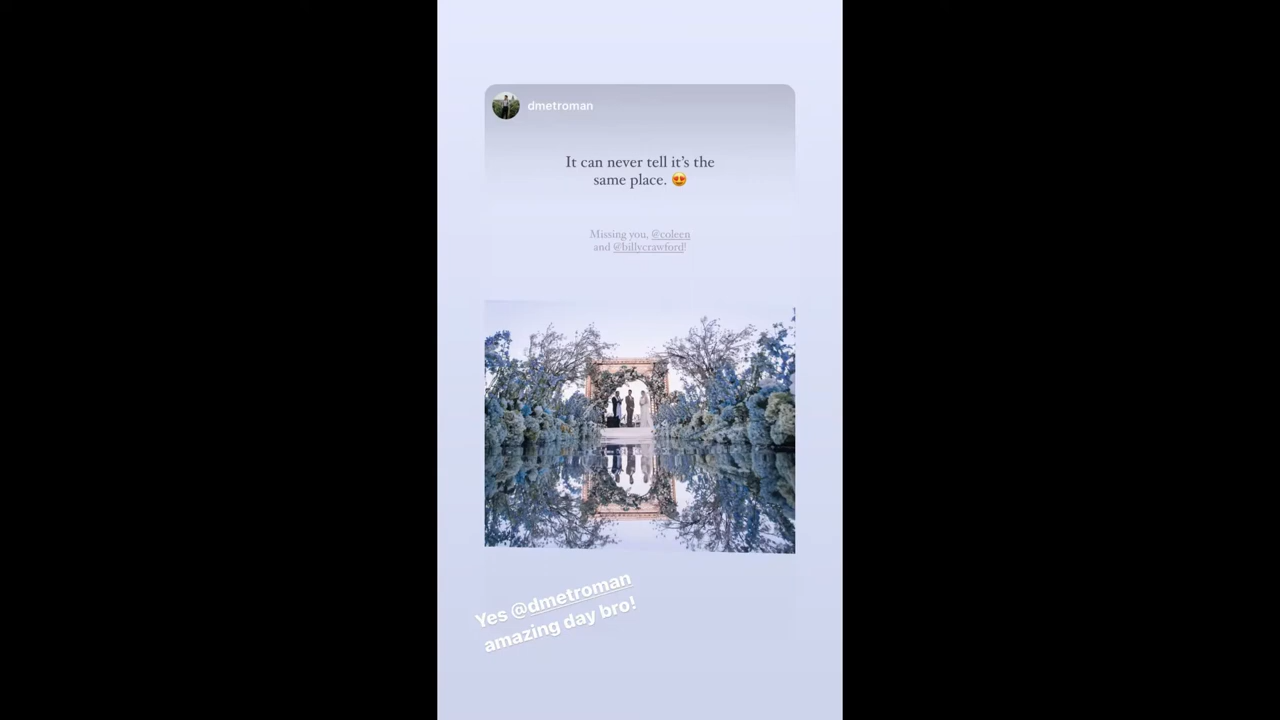 dmetroman
It can never tell it's the
same place. 😍
Missing you, @coleen
and @billycrawford!
Yes @dmetroman
amazing day bro!